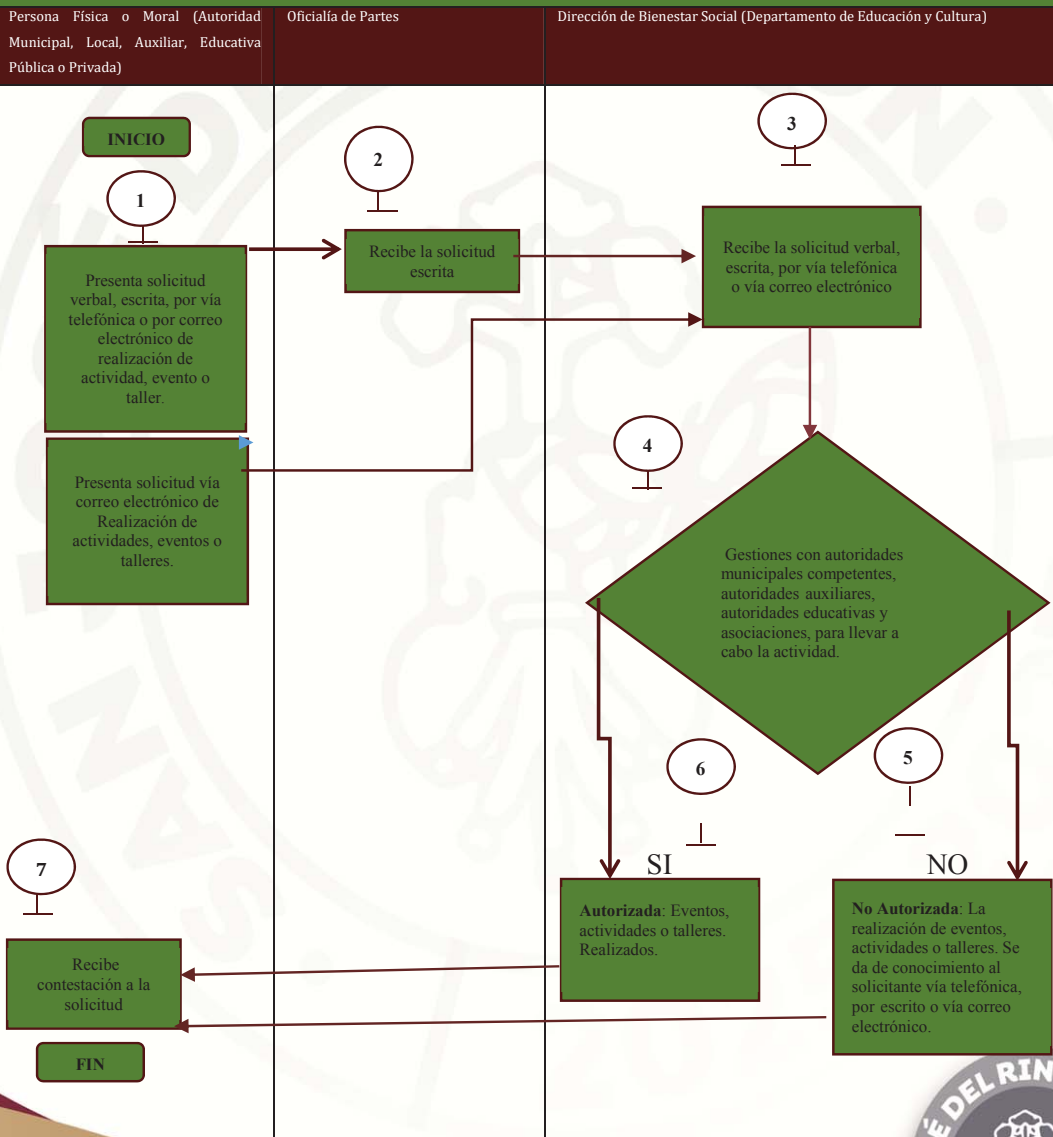 Persona Física o Moral (Autoridad
Municipal, Local, Auxiliar, Educativa
Pública o Privada)
Oficialía de Partes
Dirección de Bienestar Social (Departamento de Educación y Cultura)
INICIO
1
2
3
Presenta solicitud
verbal, escrita, por vía
telefónica o por correo
electrónico de
realización de
actividad, evento o
taller.
Recibe la solicitud
escrita
Recibe la solicitud verbal,
escrita, por vía telefónica
o vía correo electrónico
Presenta solicitud vía
correo electrónico de
Realización de
actividades, eventos o
talleres.
4
Gestiones con autoridades
municipales competentes,
autoridades auxiliares,
autoridades educativas y
asociaciones, para llevar a
cabo la actividad.
6
5
SI
NO
Autorizada: Eventos,
actividades o talleres.
Realizados.
No Autorizada: La
realización de eventos,
actividades o talleres. Se
da de conocimiento al
solicitante vía telefónica,
por escrito o vía correo
electrónico.
7
Recibe
contestación a la
solicitud
FIN
DEL RIN